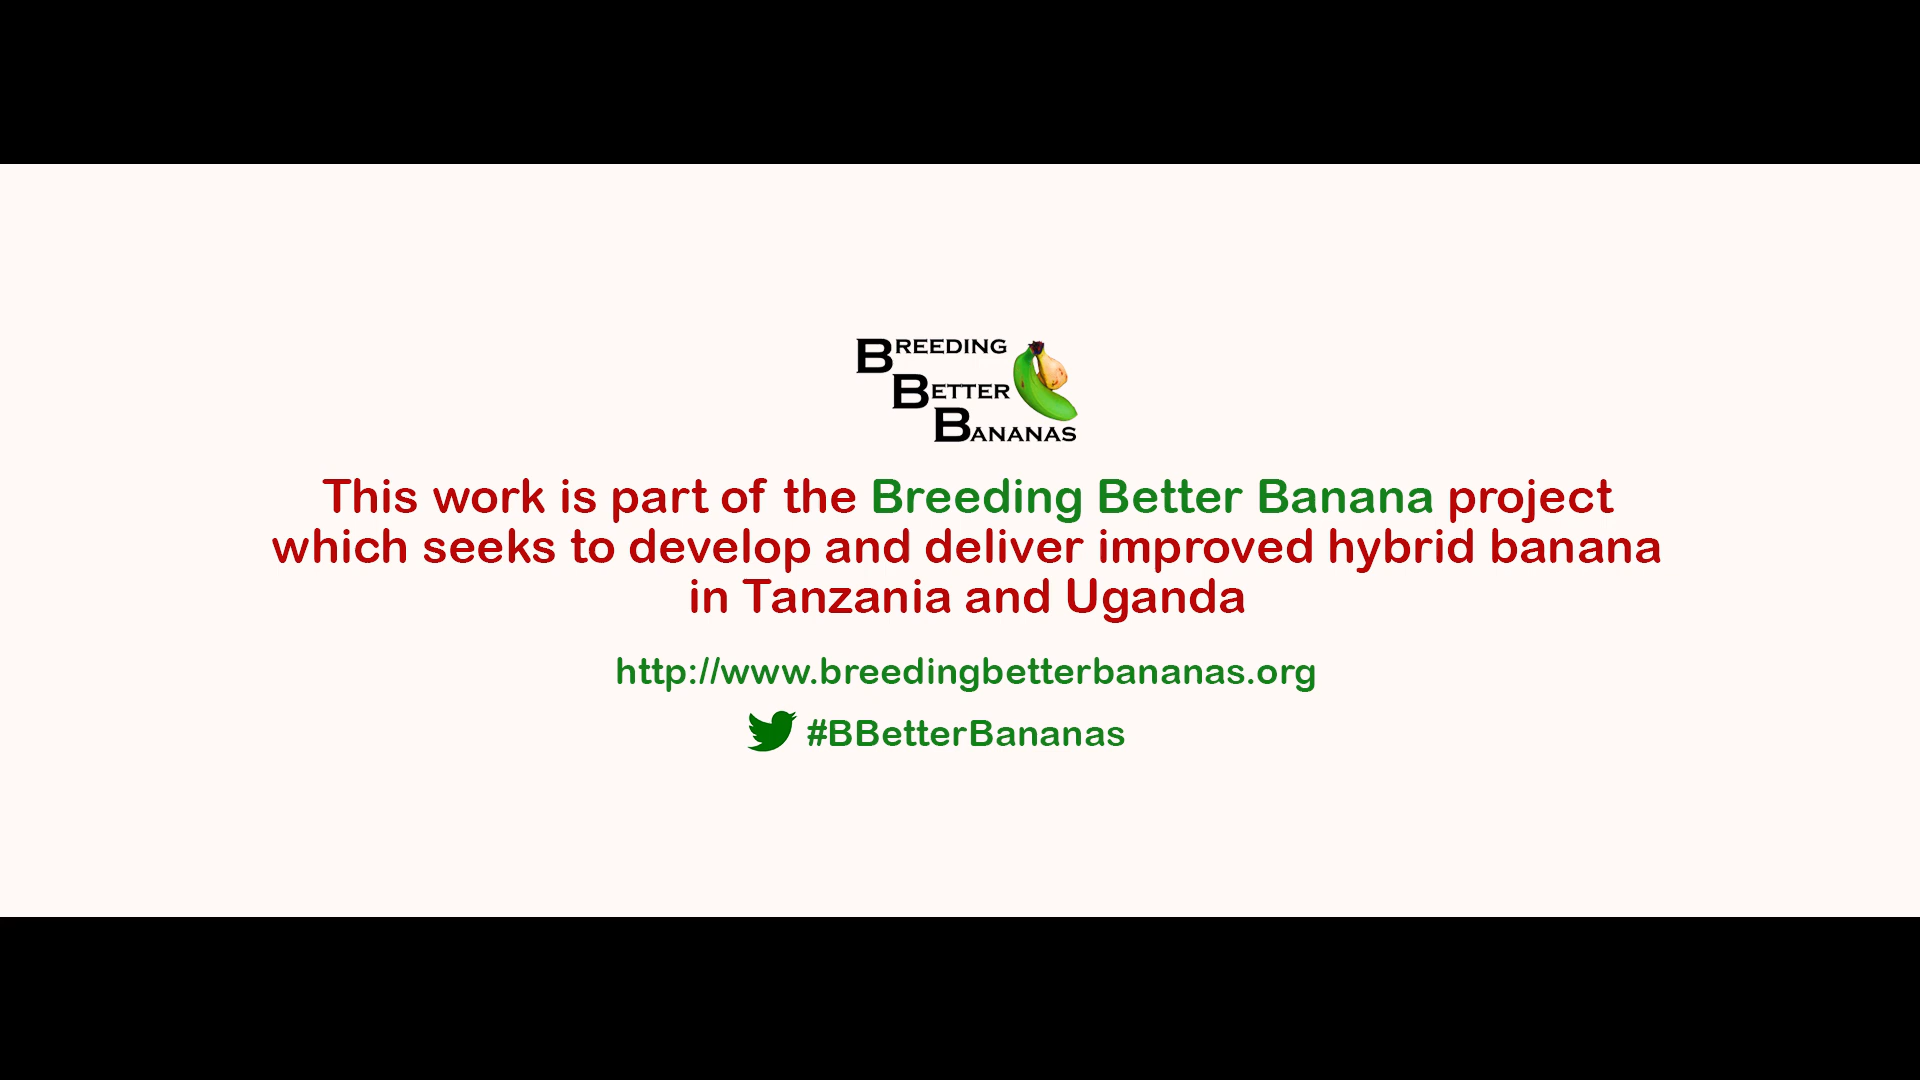 BREEDING
BETTER
BANANAS
This work is part of the Breeding Better Banana project
which seeks to develop and deliver improved hybrid banana
in Tanzania and Uganda
http://www.breedingbetterbananas.org
#BBetterBananas